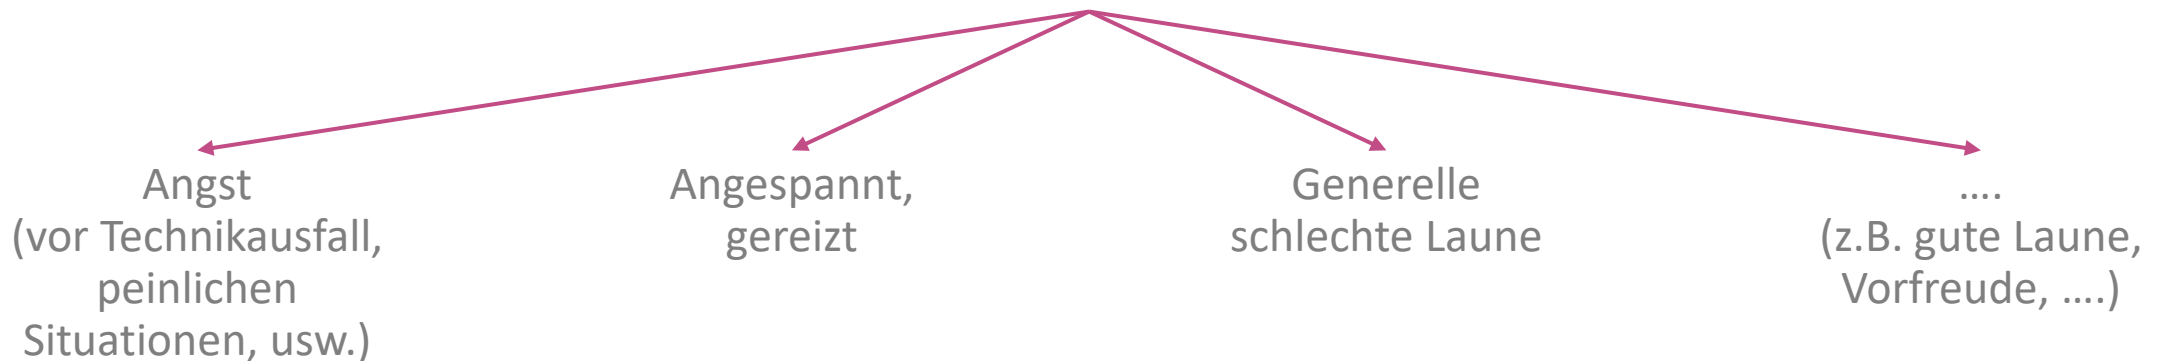 Angst
(vor Technikausfall,
peinlichen
Situationen, usw.)
Angespannt,
gereizt
Generelle
schlechte Laune
....
(z.B. gute Laune,
Vorfreude, ....)